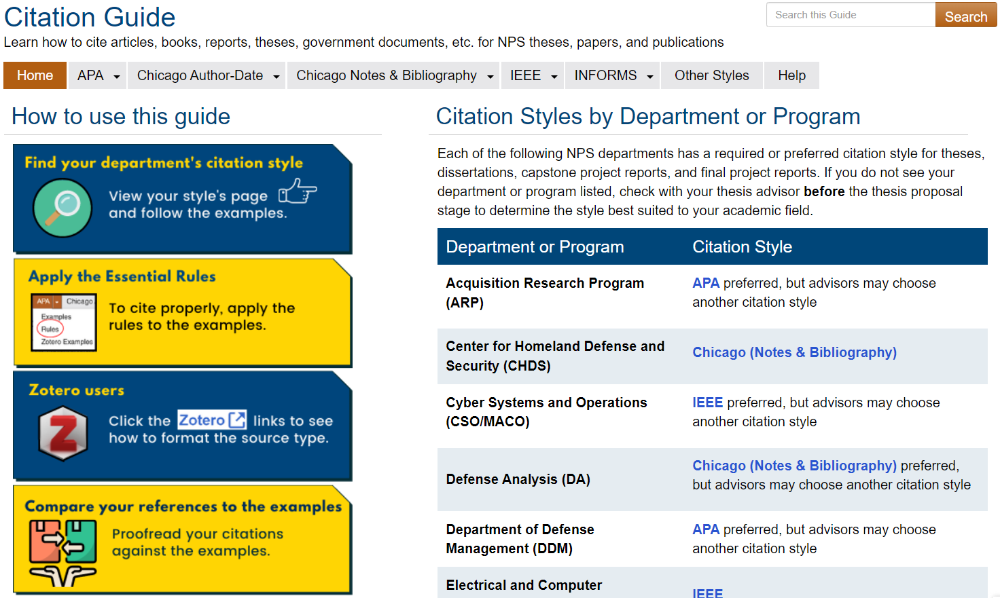 Citation Guide
Search this Guide
Search
Learn how to cite articles, books, reports, theses, government documents, etc. for NPS theses, papers, and publications
Home APA Chicago Author-Date Chicago Notes & Bibliography IEEE INFORMS Other Styles Help
How to use this guide
Find your department's citation style
View your style's page
and follow the examples.
Apply the Essential Rules
APA Chicago
Examples
Rules
Zotero Examples
To cite properly, apply the
rules to the examples.
Zotero users
Z
Click the Zotero links to see
how to format the source type.
Compare your references to the examples
Proofread your citations
against the examples.
Citation Styles by Department or Program
Each of the following NPS departments has a required or preferred citation style for theses,
dissertations, capstone project reports, and final project reports. If you do not see your
department or program listed, check with your thesis advisor before the thesis proposal
stage to determine the style best suited to your academic field.
Department or Program
Citation Style
Acquisition Research Program
(ARP)
APA preferred, but advisors may choose
another citation style
Center for Homeland Defense and
Security (CHDS)
Chicago (Notes & Bibliography)
Cyber Systems and Operations
(CSO/MACO)
IEEE preferred, but advisors may choose
another citation style
Defense Analysis (DA)
Chicago (Notes & Bibliography) preferred,
but advisors may choose another citation style
Department of Defense
Management (DDM)
APA preferred, but advisors may choose
another citation style
Electrical and Computer
IEEE